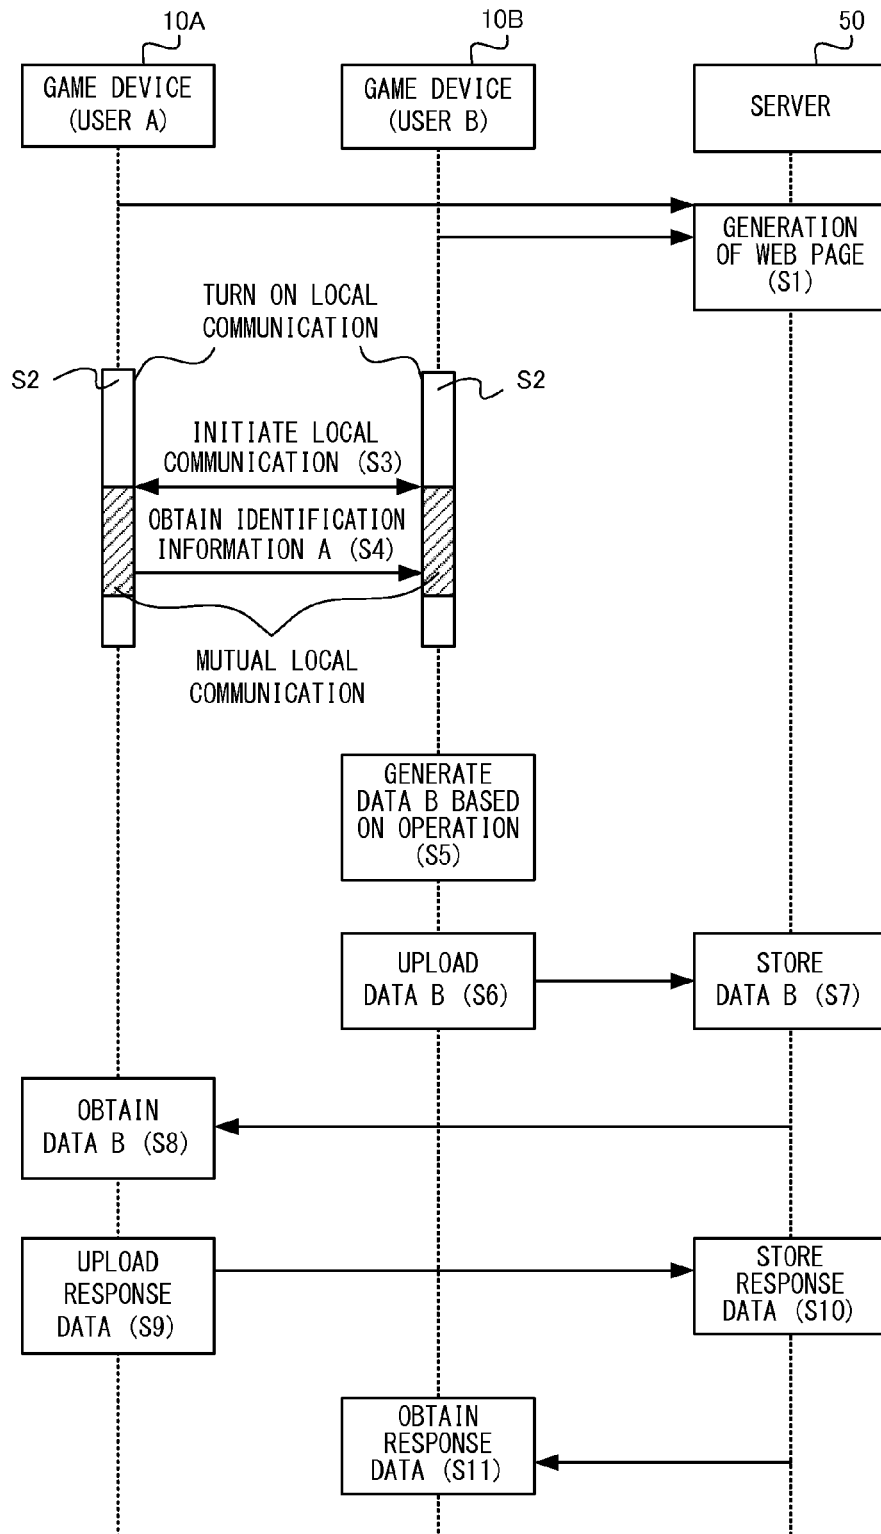 10A
10B
50
GAME DEVICE
(USER A)
GAME DEVICE
(USER B)
SERVER
GENERATION
OF WEB PAGE
(S1)
TURN ON LOCAL
COMMUNICATION
S2
S2
INITIATE LOCAL
COMMUNICATION (S3)
OBTAIN IDENTIFICATION
INFORMATION A (S4)
MUTUAL LOCAL
COMMUNICATION
GENERATE
DATA B BASED
ON OPERATION
(S5)
UPLOAD
DATA B (S6)
STORE
DATA B (S7)
OBTAIN
DATA B (S8)
UPLOAD
RESPONSE
DATA (S9)
STORE
RESPONSE
DATA (S10)
OBTAIN
RESPONSE
DATA (S11)